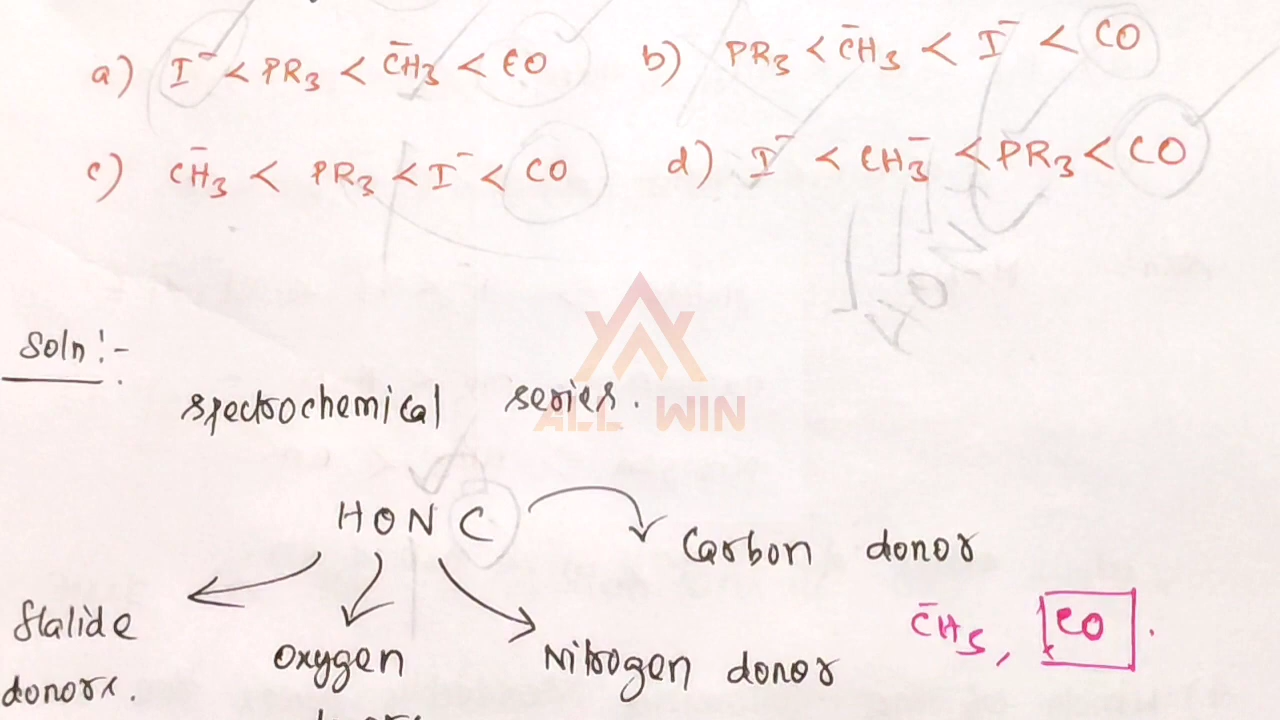 a) I⁻ < PR₃ < C̄H₃ < CO b) PR₃ < C̄H₃ < I⁻ < CO
c) C̄H₃ < PR₃ < I⁻ < CO d) I⁻ < CH₃⁻ < PR₃ < CO
HONC
Soln:-
spectrochemical series.
ALL WIN
HONC
Carbon donor
Halide
donors.
Oxygen
Nitrogen donor
C̄H₃, CO.